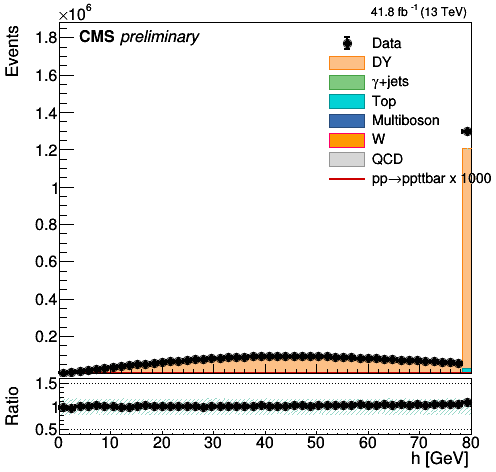 ×10⁶
41.8 fb⁻¹ (13 TeV)
CMS preliminary
Events
1.8
1.6
1.4
1.2
1
0.8
0.6
0.4
0.2
Data
DY
γ+jets
Top
Multiboson
W
QCD
pp→ppttbar x 1000
Ratio
1.5
1
0.5
0 10 20 30 40 50 60 70 80
h [GeV]